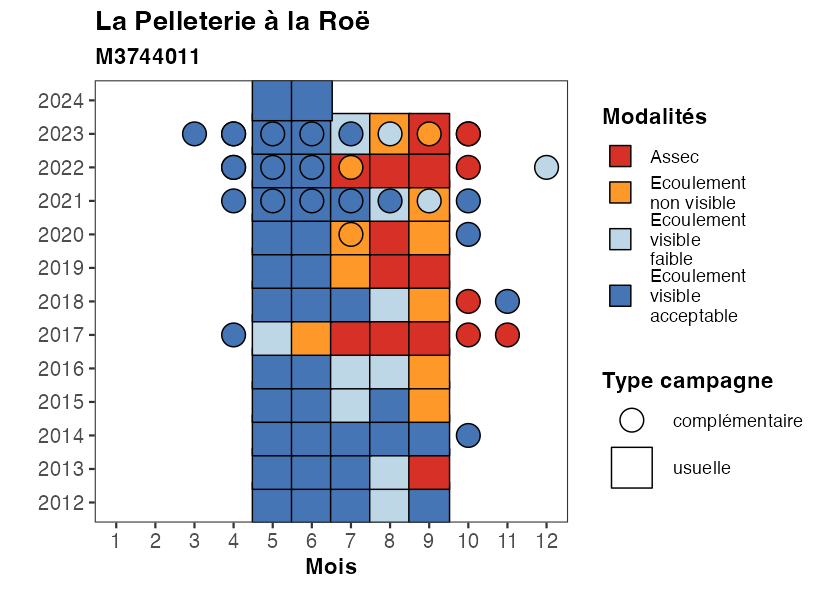 La Pelleterie à la Roë
M3744011
2024
2023
2022
2021
2020
2019
2018
2017
2016
2015
2014
2013
2012
1 2 3 4 5 6 7 8 9 10 11 12
Mois
Modalités
Assec
Ecoulement
non visible
Ecoulement
visible
faible
Ecoulement
visible
acceptable
Type campagne
complémentaire
usuelle